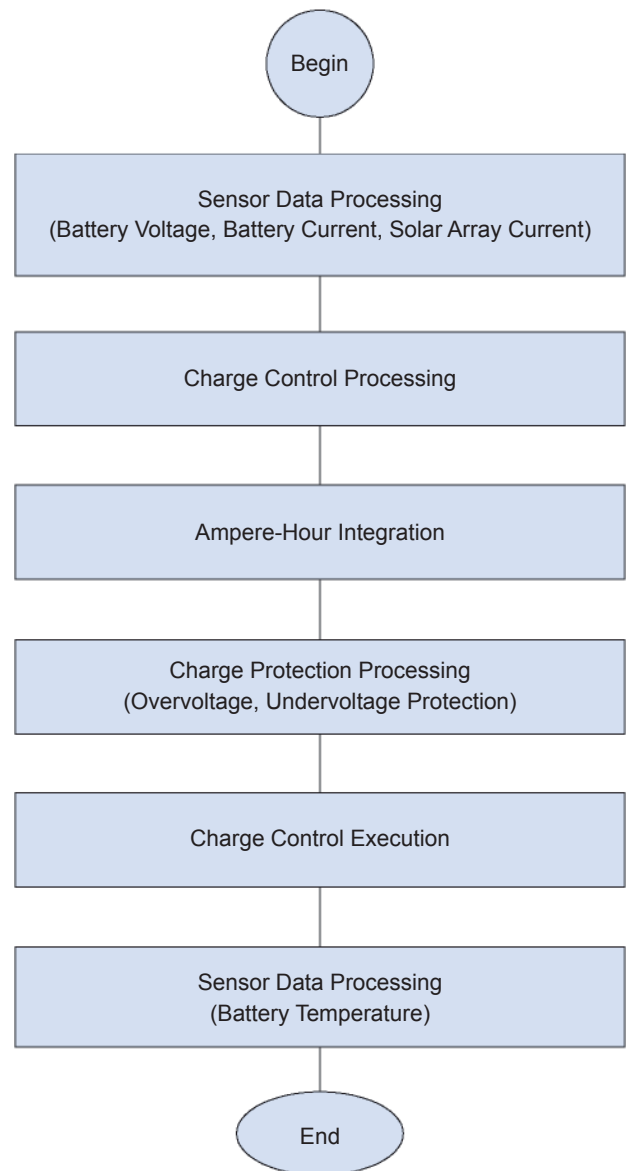 Begin
Sensor Data Processing
(Battery Voltage, Battery Current, Solar Array Current)
Charge Control Processing
Ampere-Hour Integration
Charge Protection Processing
(Overvoltage, Undervoltage Protection)
Charge Control Execution
Sensor Data Processing
(Battery Temperature)
End